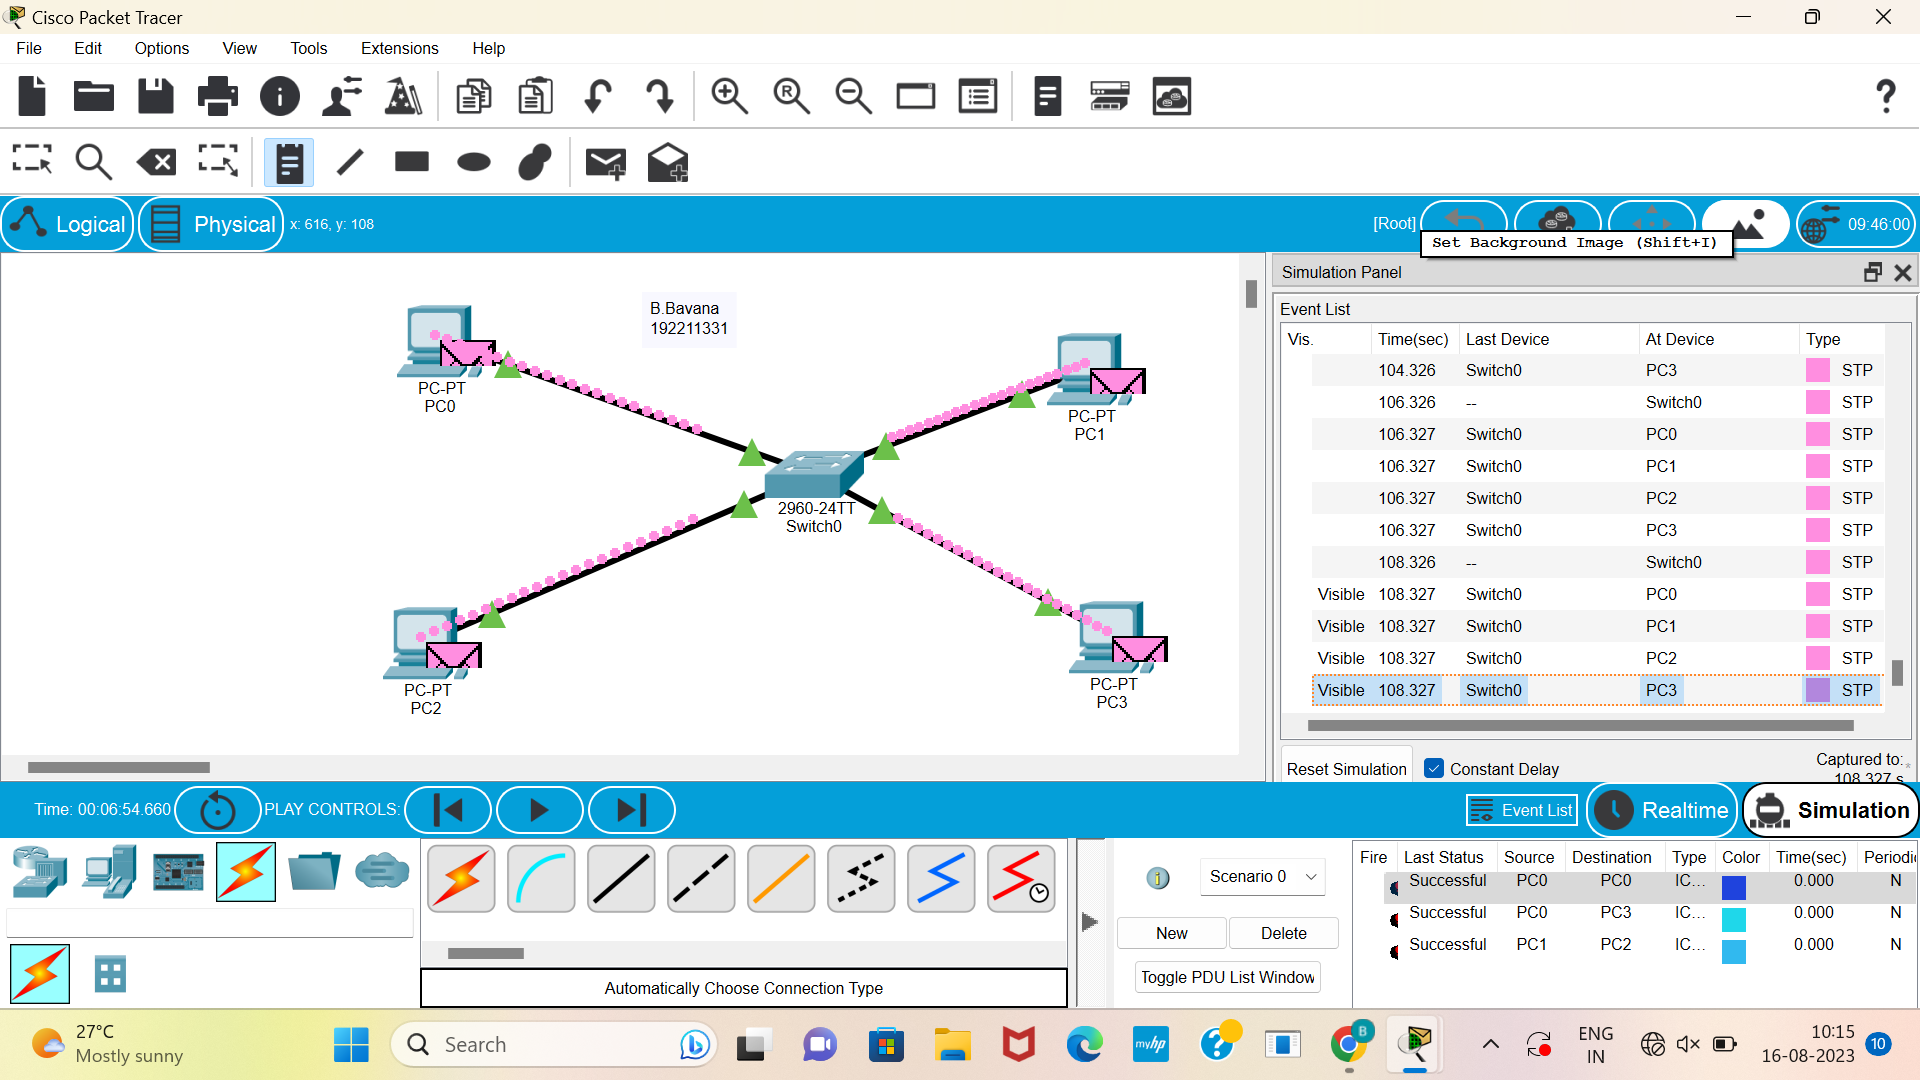 Cisco Packet Tracer
File Edit Options View Tools Extensions Help
Logical Physical x: 616, y: 108 [Root] 09:46:00
Set Background Image (Shift+I)
Simulation Panel
Event List
Vis. Time(sec) Last Device At Device Type
104.326 Switch0 PC3 STP
106.326 -- Switch0 STP
106.327 Switch0 PC0 STP
106.327 Switch0 PC1 STP
106.327 Switch0 PC2 STP
106.327 Switch0 PC3 STP
108.326 -- Switch0 STP
Visible 108.327 Switch0 PC0 STP
Visible 108.327 Switch0 PC1 STP
Visible 108.327 Switch0 PC2 STP
Visible 108.327 Switch0 PC3 STP
Reset Simulation Constant Delay Captured to:*
108.327 s
B.Bavana
192211331
PC-PT
PC0
PC-PT
PC1
2960-24TT
Switch0
PC-PT
PC2
PC-PT
PC3
Time: 00:06:54.660 PLAY CONTROLS: Event List Realtime Simulation
Automatically Choose Connection Type
Scenario 0
New Delete
Toggle PDU List Window
Fire Last Status Source Destination Type Color Time(sec) Periodic
Successful PC0 PC0 IC... 0.000 N
Successful PC0 PC3 IC... 0.000 N
Successful PC1 PC2 IC... 0.000 N
27°C
Mostly sunny
Search
myhp
B
ENG
IN
10:15
16-08-2023
10